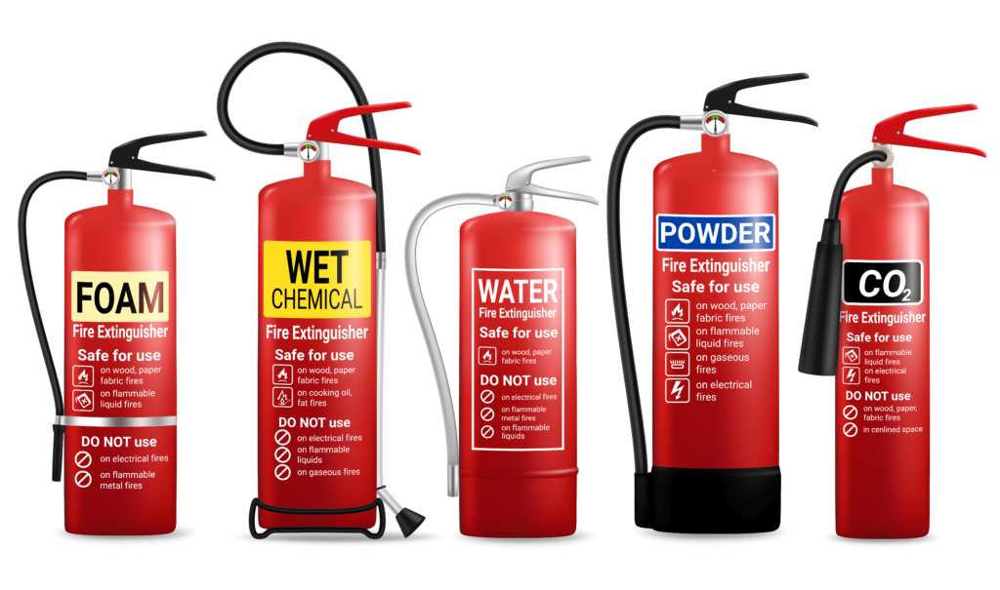 FOAM
Fire Extinguisher
Safe for use
on wood, paper
fabric fires
on flammable
liquid fires
DO NOT use
on electrical fires
on flammable
metal fires
WET
CHEMICAL
Fire Extinguisher
Safe for use
on wood, paper
fabric fires
on cooking oil,
fat fires
DO NOT use
on electrical fires
on flammable
liquids
on gaseous fires
WATER
Fire Extinguisher
Safe for use
on wood, paper
fabric fires
DO NOT use
on electrical fires
on flammable
metal fires
on flammable
liquids
POWDER
Fire Extinguisher
Safe for use
on wood, paper
fabric fires
on flammable
liquid fires
on gaseous
fires
on electrical
fires
CO2
Fire Extinguisher
Safe for use
on flammable
liquid fires
on electrical
fires
DO NOT use
on wood, paper,
fabric fires
in cenlined space